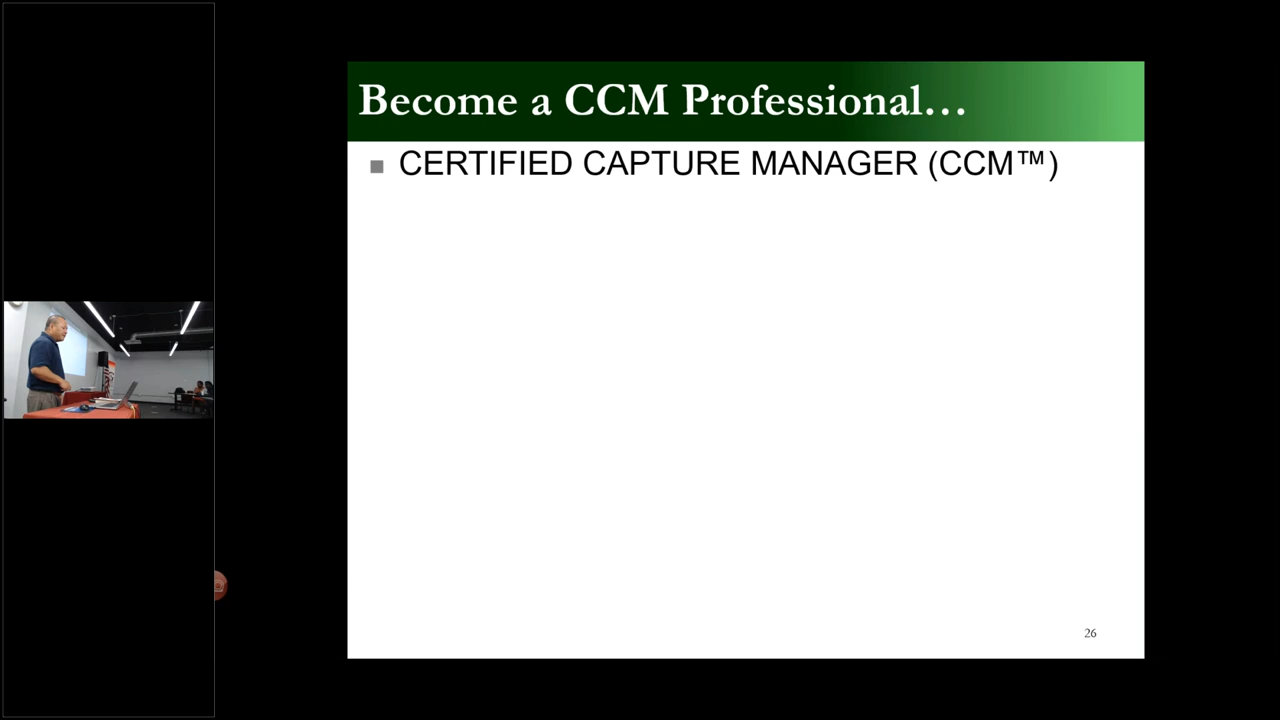 Become a CCM Professional…
CERTIFIED CAPTURE MANAGER (CCM™)
26